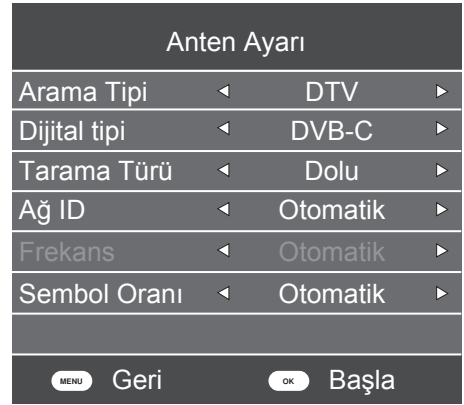 Anten Ayarı
Arama Tipi DTV
Dijital tipi DVB-C
Tarama Türü Dolu
Ağ ID Otomatik
Frekans Otomatik
Sembol Oranı Otomatik
MENU Geri OK Başla